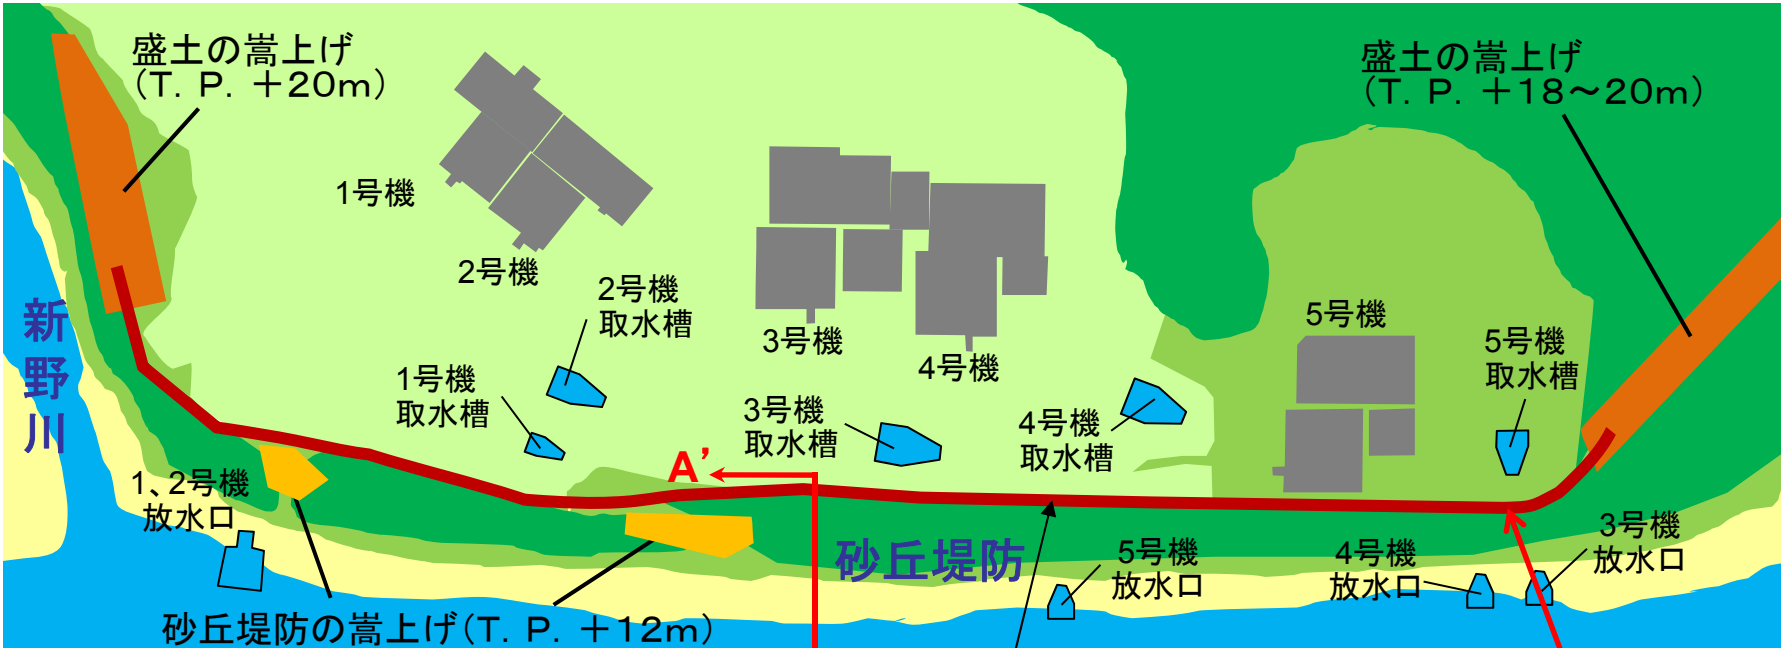 盛土の嵩上げ
(T. P. +20m)
盛土の嵩上げ
(T. P. +18～20m)
1号機
2号機
2号機
取水槽
3号機
4号機
5号機
5号機
取水槽
1号機
取水槽
3号機
取水槽
4号機
取水槽
新野川
A’
1、2号機
放水口
砂丘堤防
5号機
放水口
4号機
放水口
3号機
放水口
砂丘堤防の嵩上げ(T. P. +12m)